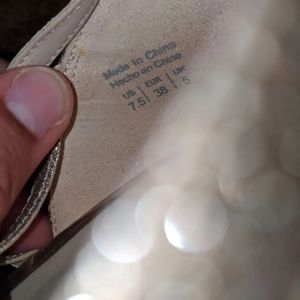 Made in China
Hecho en China
US | EUR | UK
7.5 | 38 | 5